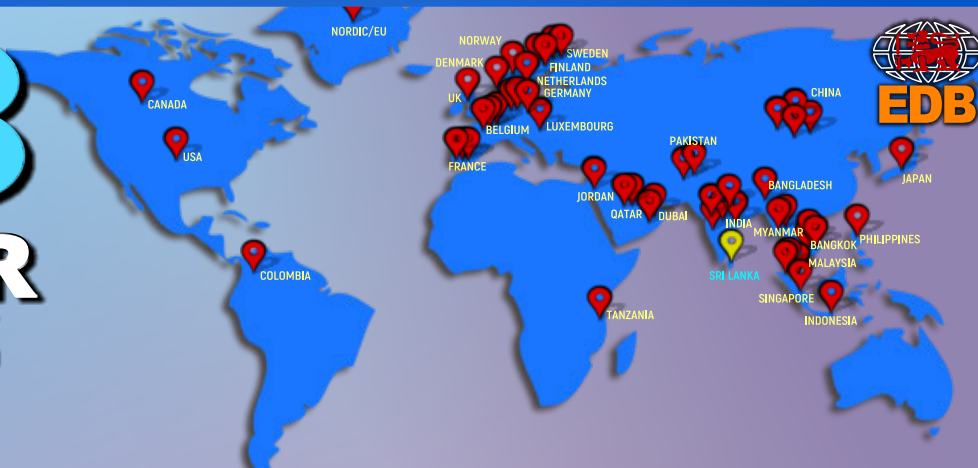 NORDIC/EU
NORWAY
SWEDEN
DENMARK
FINLAND
NETHERLANDS
GERMANY
UK
CANADA
CHINA
EDB
BELGIUM
LUXEMBOURG
USA
FRANCE
PAKISTAN
JAPAN
JORDAN
BANGLADESH
QATAR
DUBAI
INDIA
MYANMAR
BANGKOK
PHILIPPINES
R
COLOMBIA
SRI LANKA
MALAYSIA
SINGAPORE
INDONESIA
TANZANIA